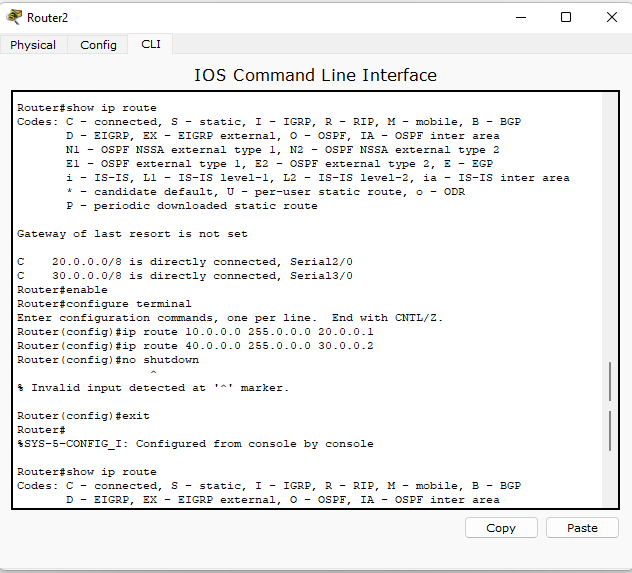 Router2
Physical Config CLI
IOS Command Line Interface
Router#show ip route
Codes: C - connected, S - static, I - IGRP, R - RIP, M - mobile, B - BGP
       D - EIGRP, EX - EIGRP external, O - OSPF, IA - OSPF inter area
       N1 - OSPF NSSA external type 1, N2 - OSPF NSSA external type 2
       E1 - OSPF external type 1, E2 - OSPF external type 2, E - EGP
       i - IS-IS, L1 - IS-IS level-1, L2 - IS-IS level-2, ia - IS-IS inter area
       * - candidate default, U - per-user static route, o - ODR
       P - periodic downloaded static route

Gateway of last resort is not set

C    20.0.0.0/8 is directly connected, Serial2/0
C    30.0.0.0/8 is directly connected, Serial3/0
Router#enable
Router#configure terminal
Enter configuration commands, one per line.  End with CNTL/Z.
Router(config)#ip route 10.0.0.0 255.0.0.0 20.0.0.1
Router(config)#ip route 40.0.0.0 255.0.0.0 30.0.0.2
Router(config)#no shutdown
                   ^
% Invalid input detected at '^' marker.

Router(config)#exit
Router#
%SYS-5-CONFIG_I: Configured from console by console

Router#show ip route
Codes: C - connected, S - static, I - IGRP, R - RIP, M - mobile, B - BGP
       D - EIGRP, EX - EIGRP external, O - OSPF, IA - OSPF inter area
Copy Paste